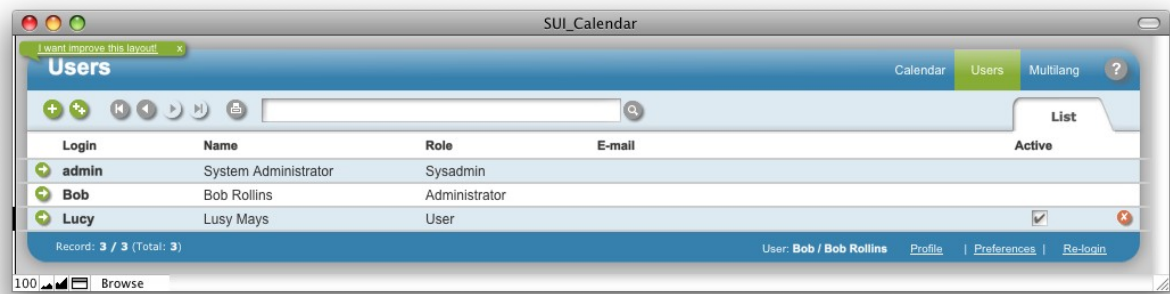 SUI_Calendar
I want improve this layout! x
Users
Calendar Users Multilang ?
List
Login Name Role E-mail Active
admin System Administrator Sysadmin
Bob Bob Rollins Administrator
Lucy Lusy Mays User
Record: 3 / 3 (Total: 3) User: Bob / Bob Rollins Profile | Preferences | Re-login
100 Browse